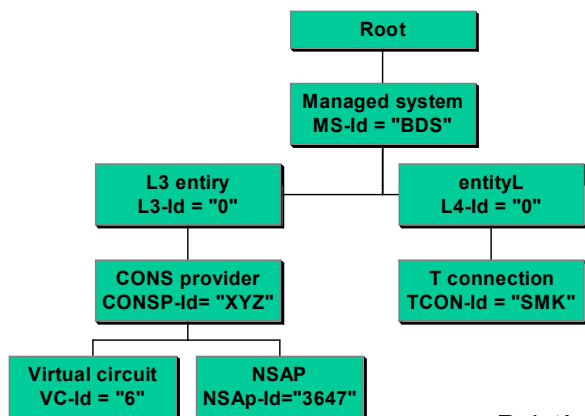 Root
Managed system
MS-Id = "BDS"
L3 entiry
L3-Id = "0"
entityL
L4-Id = "0"
CONS provider
CONSP-Id= "XYZ"
T connection
TCON-Id = "SMK"
Virtual circuit
VC-Id = "6"
NSAP
NSAp-Id="3647"